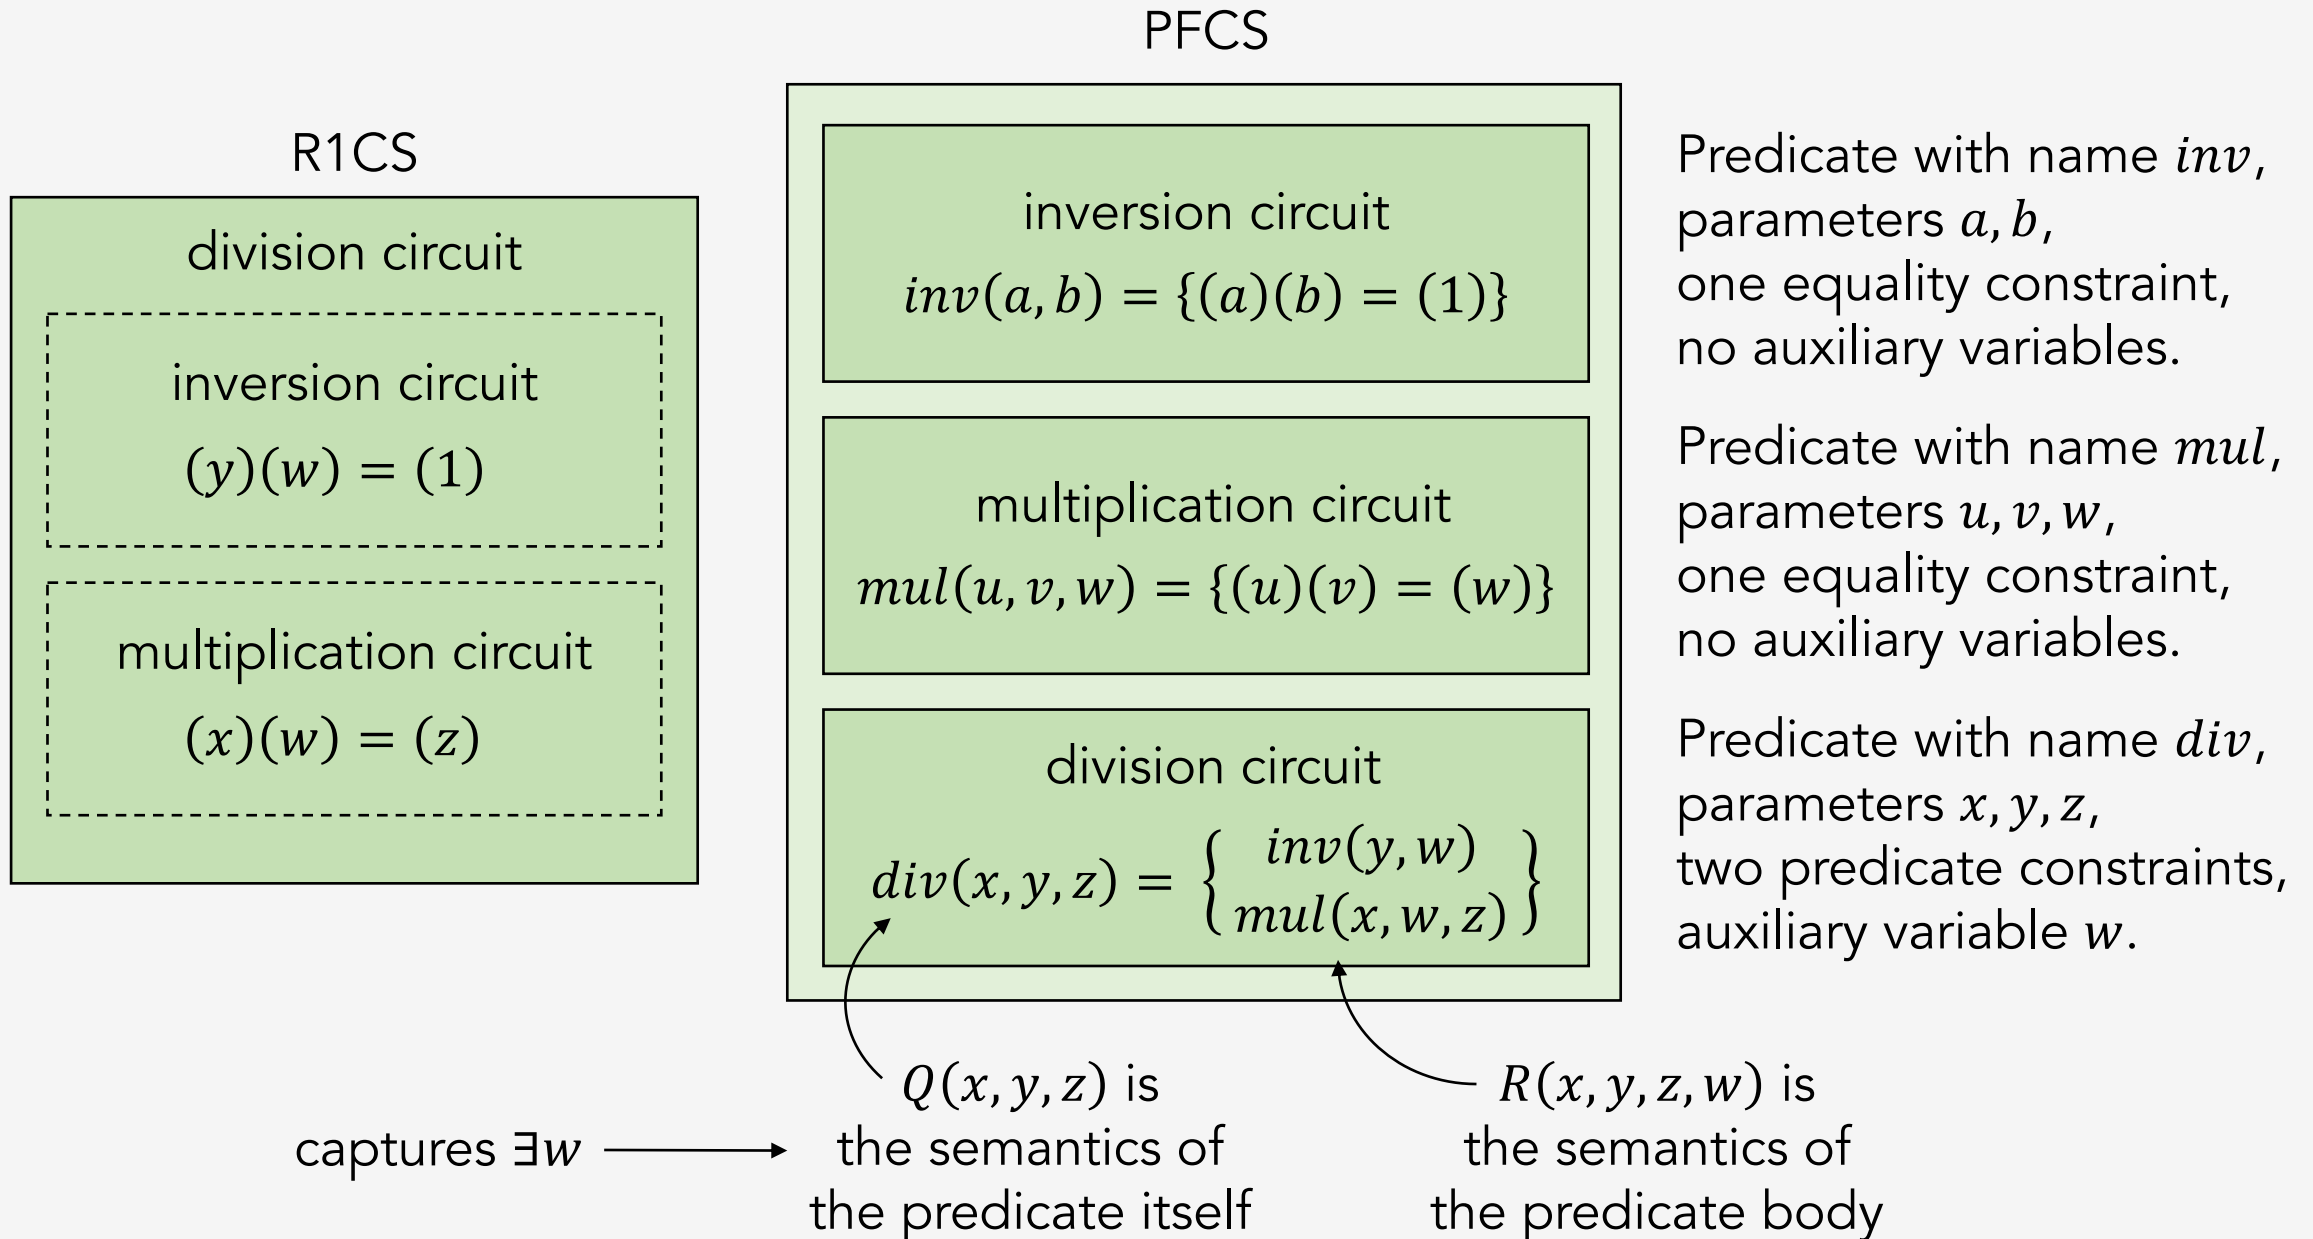 PFCS
R1CS
division circuit
inversion circuit
(y)(w) = (1)
multiplication circuit
(x)(w) = (z)
inversion circuit
inv(a, b) = {(a)(b) = (1)}
multiplication circuit
mul(u, v, w) = {(u)(v) = (w)}
division circuit
div(x, y, z) = { inv(y, w)
mul(x, w, z) }
Predicate with name inv,
parameters a, b,
one equality constraint,
no auxiliary variables.
Predicate with name mul,
parameters u, v, w,
one equality constraint,
no auxiliary variables.
Predicate with name div,
parameters x, y, z,
two predicate constraints,
auxiliary variable w.
captures ∃w
Q(x, y, z) is
the semantics of
the predicate itself
R(x, y, z, w) is
the semantics of
the predicate body